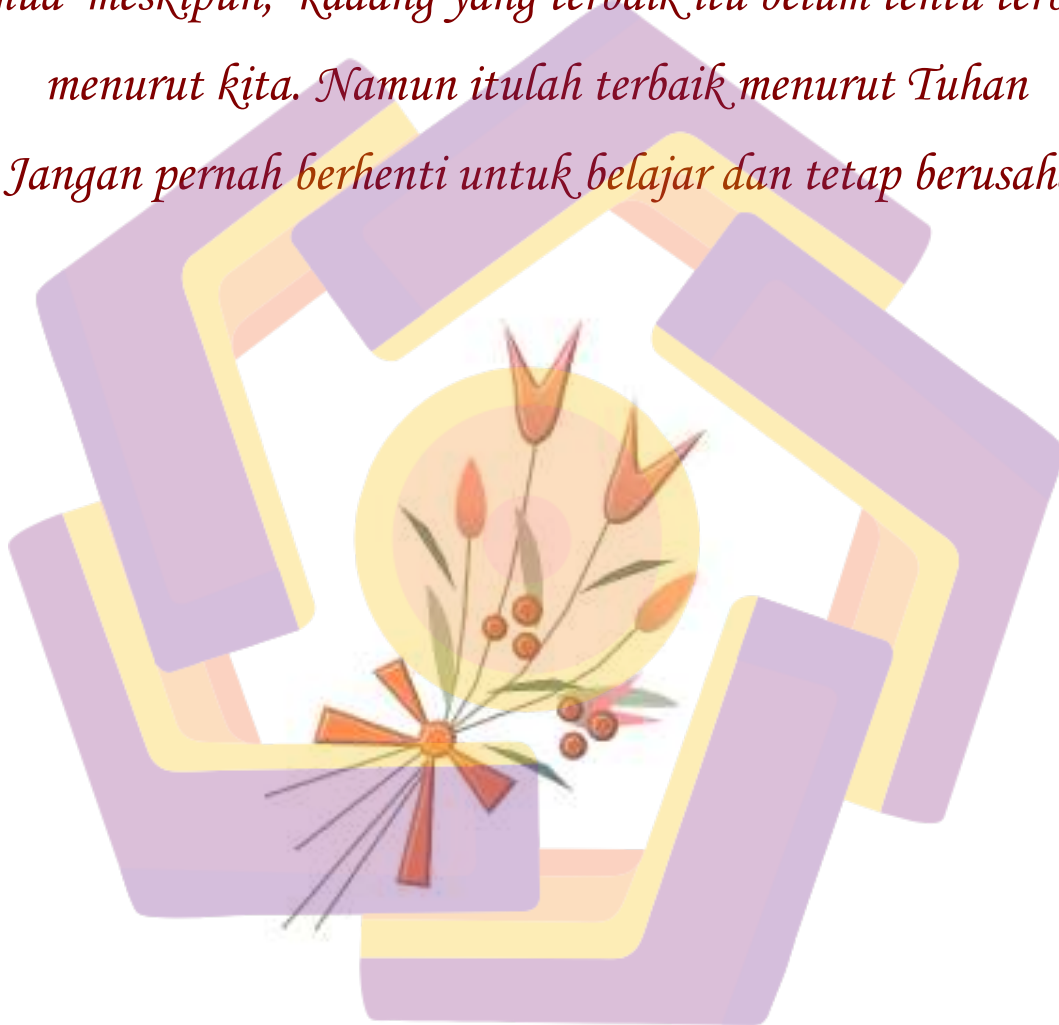 meskipun, kadang yang terbaik itu belum tentu
menurut kita. Namun itulah terbaik menurut Tuhan
Jangan pernah berhenti untuk belajar dan tetap berusah